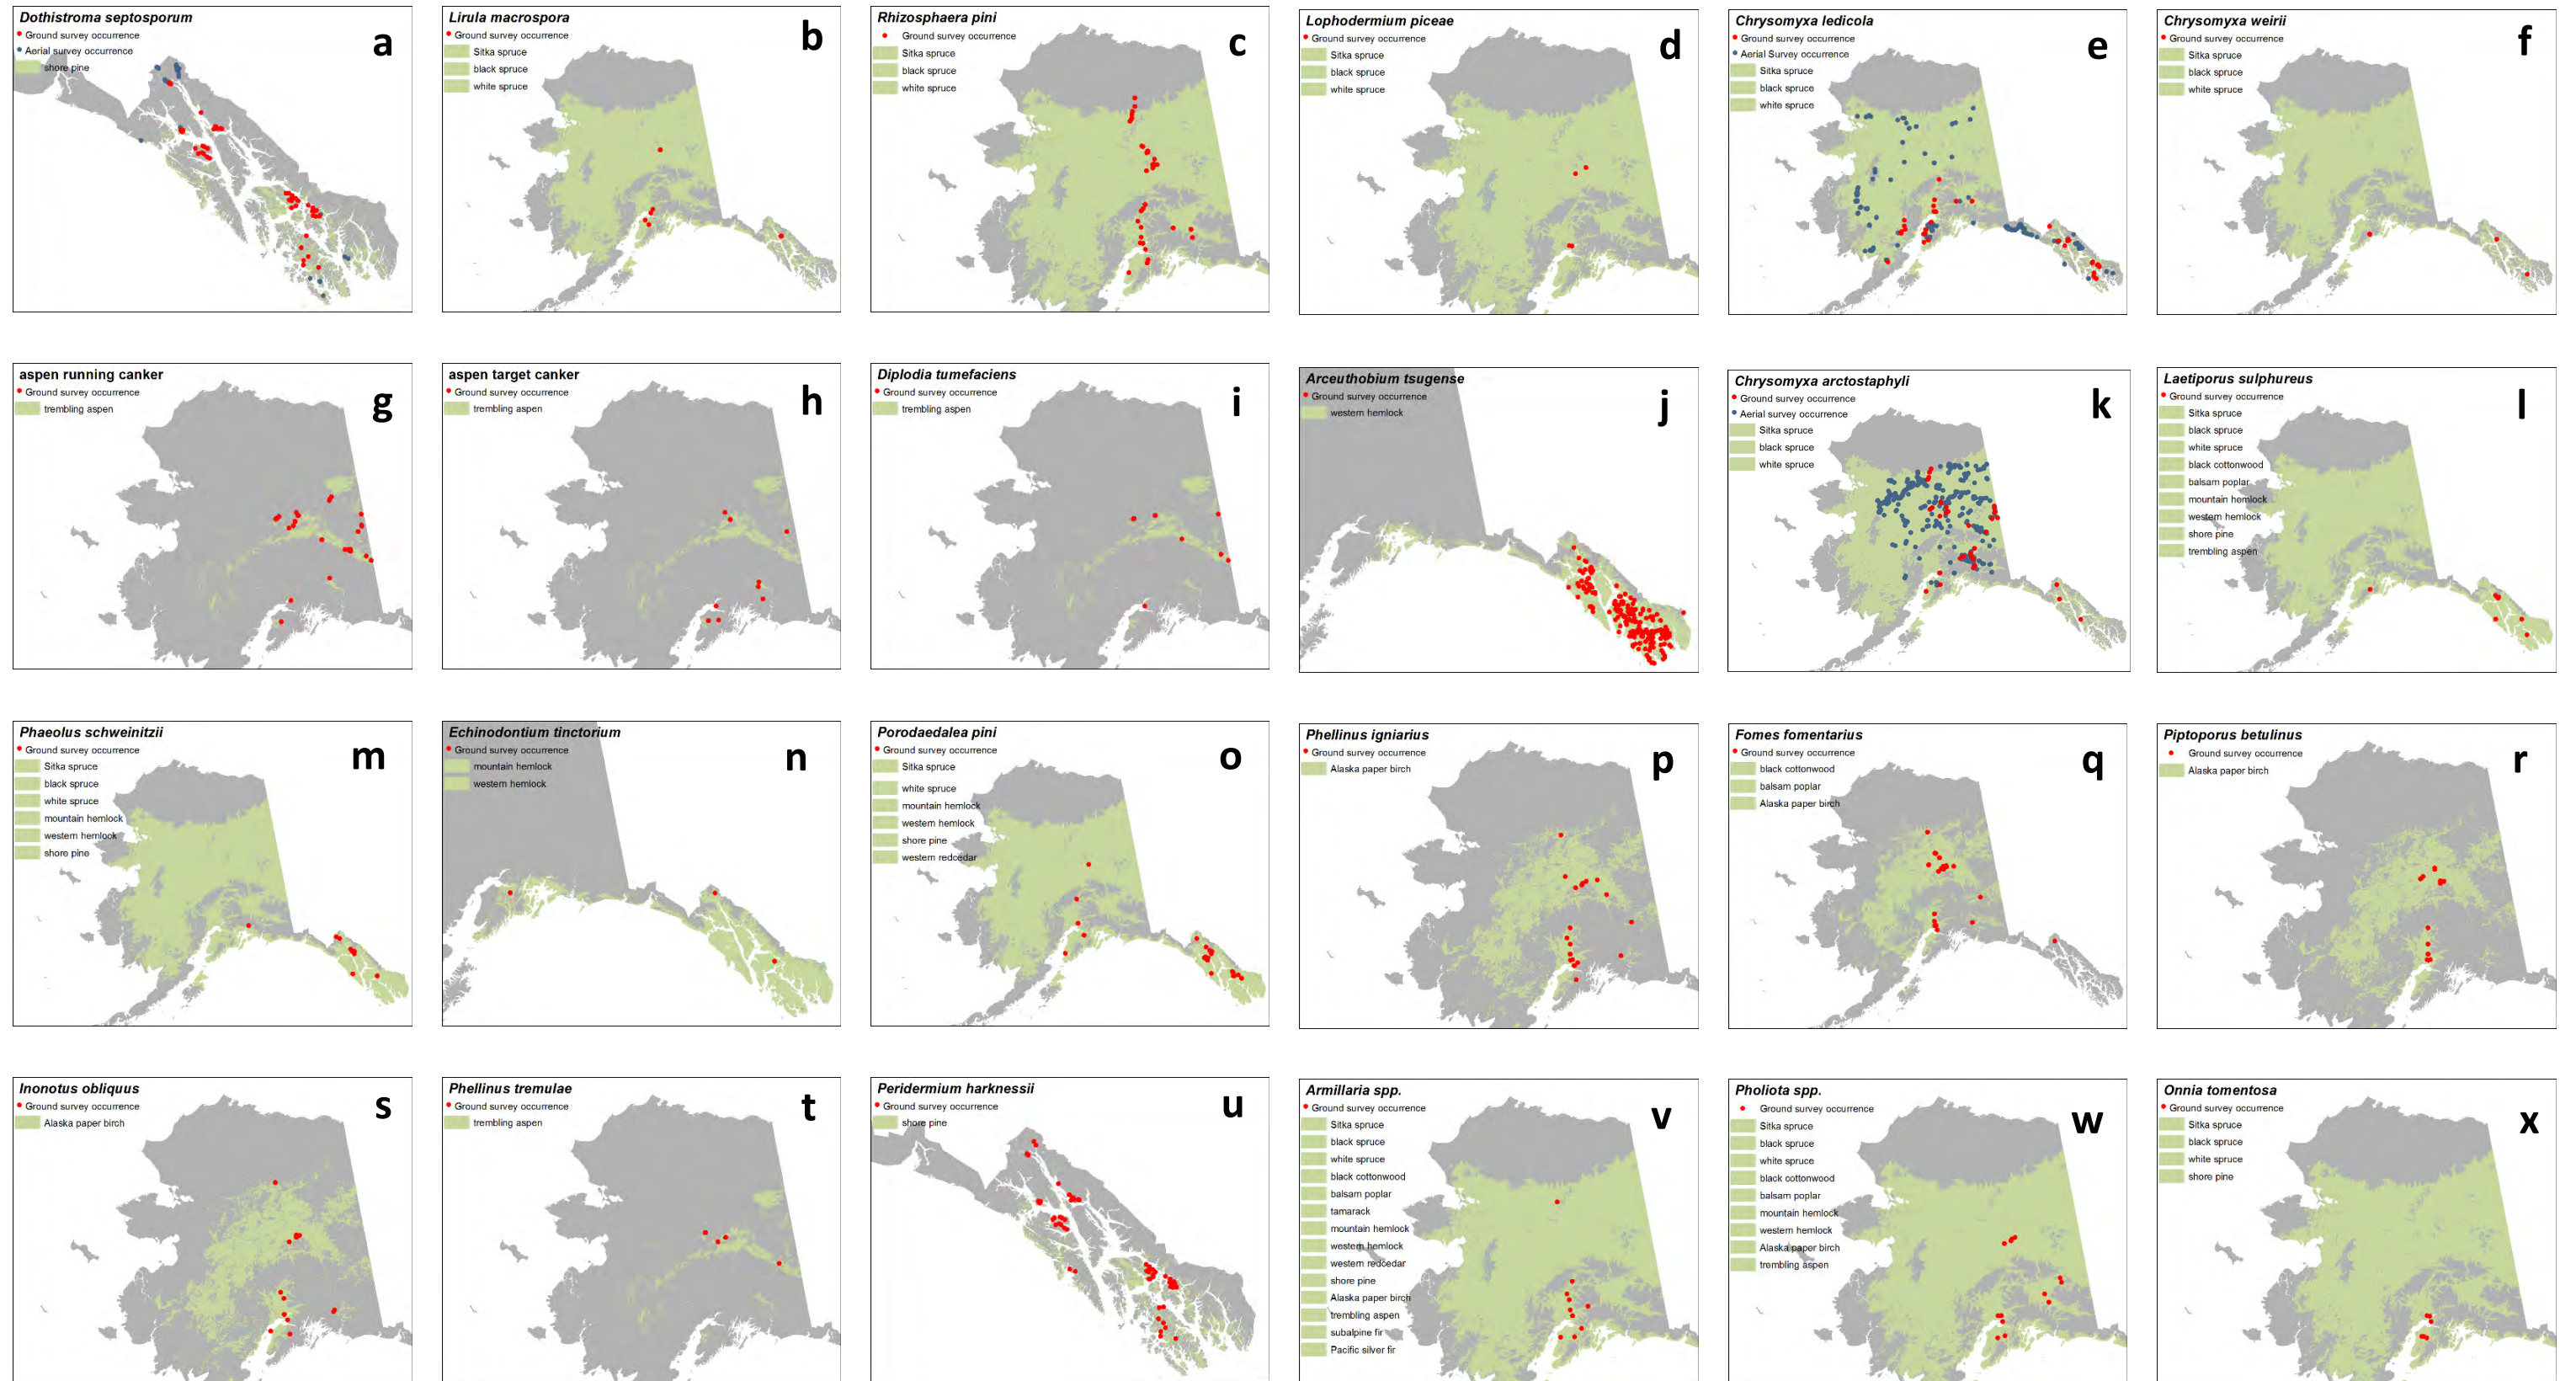 Dothistroma septosporum
Ground survey occurrence
Aerial survey occurrence
shore pine
a
Lirula macrospora
Ground survey occurrence
Sitka spruce
black spruce
white spruce
b
Rhizosphaera pini
Ground survey occurrence
Sitka spruce
black spruce
white spruce
c
Lophodermium piceae
Ground survey occurrence
Sitka spruce
black spruce
white spruce
d
Chrysomyxa ledicola
Ground survey occurrence
Aerial Survey occurrence
Sitka spruce
black spruce
white spruce
e
Chrysomyxa weirii
Ground survey occurrence
Sitka spruce
black spruce
white spruce
f
aspen running canker
Ground survey occurrence
trembling aspen
g
aspen target canker
Ground survey occurrence
trembling aspen
h
Diplodia tumefaciens
Ground survey occurrence
trembling aspen
i
Arceuthobium tsugense
Ground survey occurrence
western hemlock
j
Chrysomyxa arctostaphyli
Ground survey occurrence
Aerial survey occurrence
Sitka spruce
black spruce
white spruce
k
Laetiporus sulphureus
Ground survey occurrence
Sitka spruce
black spruce
white spruce
black cottonwood
balsam poplar
mountain hemlock
western hemlock
shore pine
trembling aspen
l
Phaeolus schweinitzii
Ground survey occurrence
Sitka spruce
black spruce
white spruce
mountain hemlock
western hemlock
shore pine
m
Echinodontium tinctorium
Ground survey occurrence
mountain hemlock
western hemlock
n
Porodaedalea pini
Ground survey occurrence
Sitka spruce
white spruce
mountain hemlock
western hemlock
shore pine
western redcedar
o
Phellinus igniarius
Ground survey occurrence
Alaska paper birch
p
Fomes fomentarius
Ground survey occurrence
black cottonwood
balsam poplar
Alaska paper birch
q
Piptoporus betulinus
Ground survey occurrence
Alaska paper birch
r
Inonotus obliquus
Ground survey occurrence
Alaska paper birch
s
Phellinus tremulae
Ground survey occurrence
trembling aspen
t
Peridermium harknessii
Ground survey occurrence
shore pine
u
Armillaria spp.
Ground survey occurrence
Sitka spruce
black spruce
white spruce
black cottonwood
balsam poplar
tamarack
mountain hemlock
western hemlock
western redcedar
shore pine
Alaska paper birch
trembling aspen
subalpine fir
Pacific silver fir
v
Pholiota spp.
Ground survey occurrence
Sitka spruce
black spruce
white spruce
black cottonwood
balsam poplar
mountain hemlock
western hemlock
Alaska paper birch
trembling aspen
w
Onnia tomentosa
Ground survey occurrence
Sitka spruce
black spruce
white spruce
shore pine
x